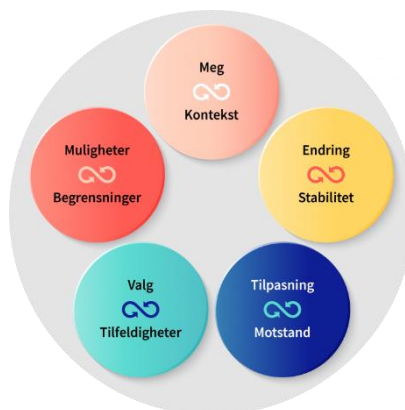 Meg
Kontekst
Muligheter
Begrensninger
Endring
Stabilitet
Valg
Tilfeldigheter
Tilpasning
Motstand